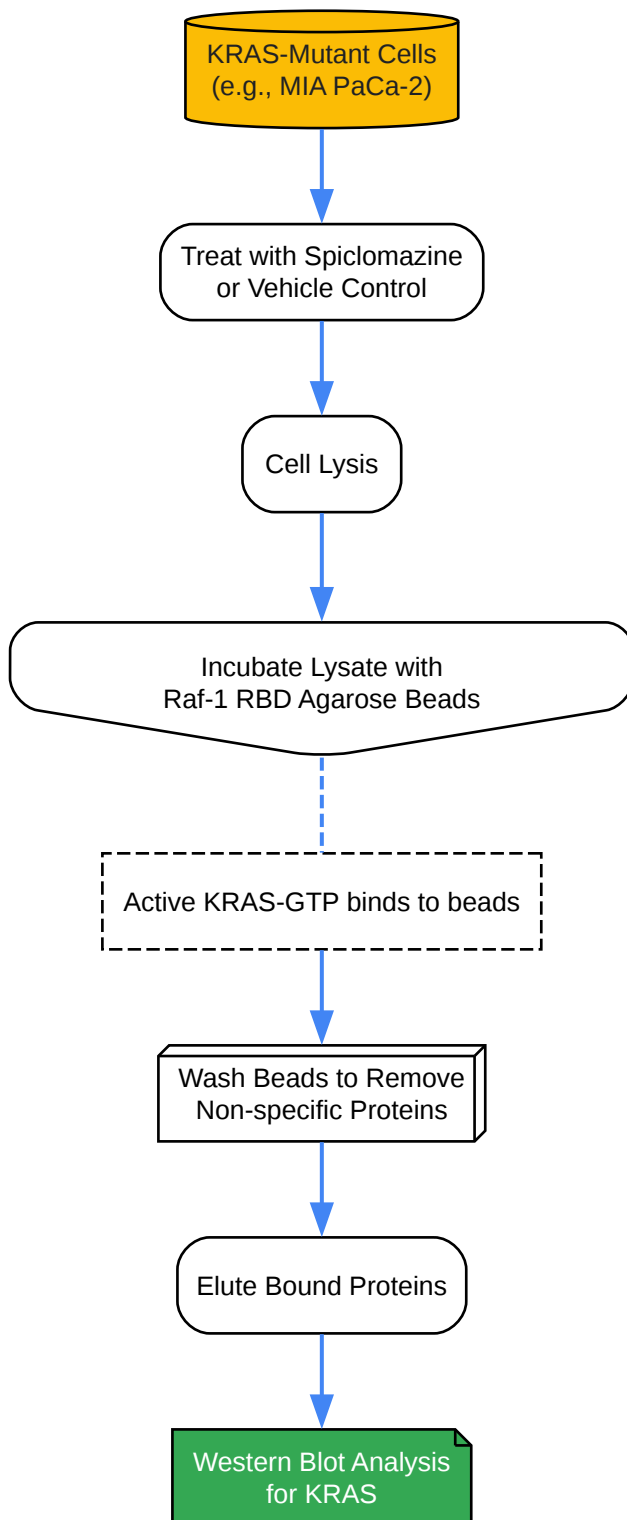 KRAS-Mutant Cells
(e.g., MIA PaCa-2)
Treat with Spiclomazine
or Vehicle Control
Cell Lysis
Incubate Lysate with
Raf-1 RBD Agarose Beads
Active KRAS-GTP binds to beads
Wash Beads to Remove
Non-specific Proteins
Elute Bound Proteins
Western Blot Analysis
for KRAS